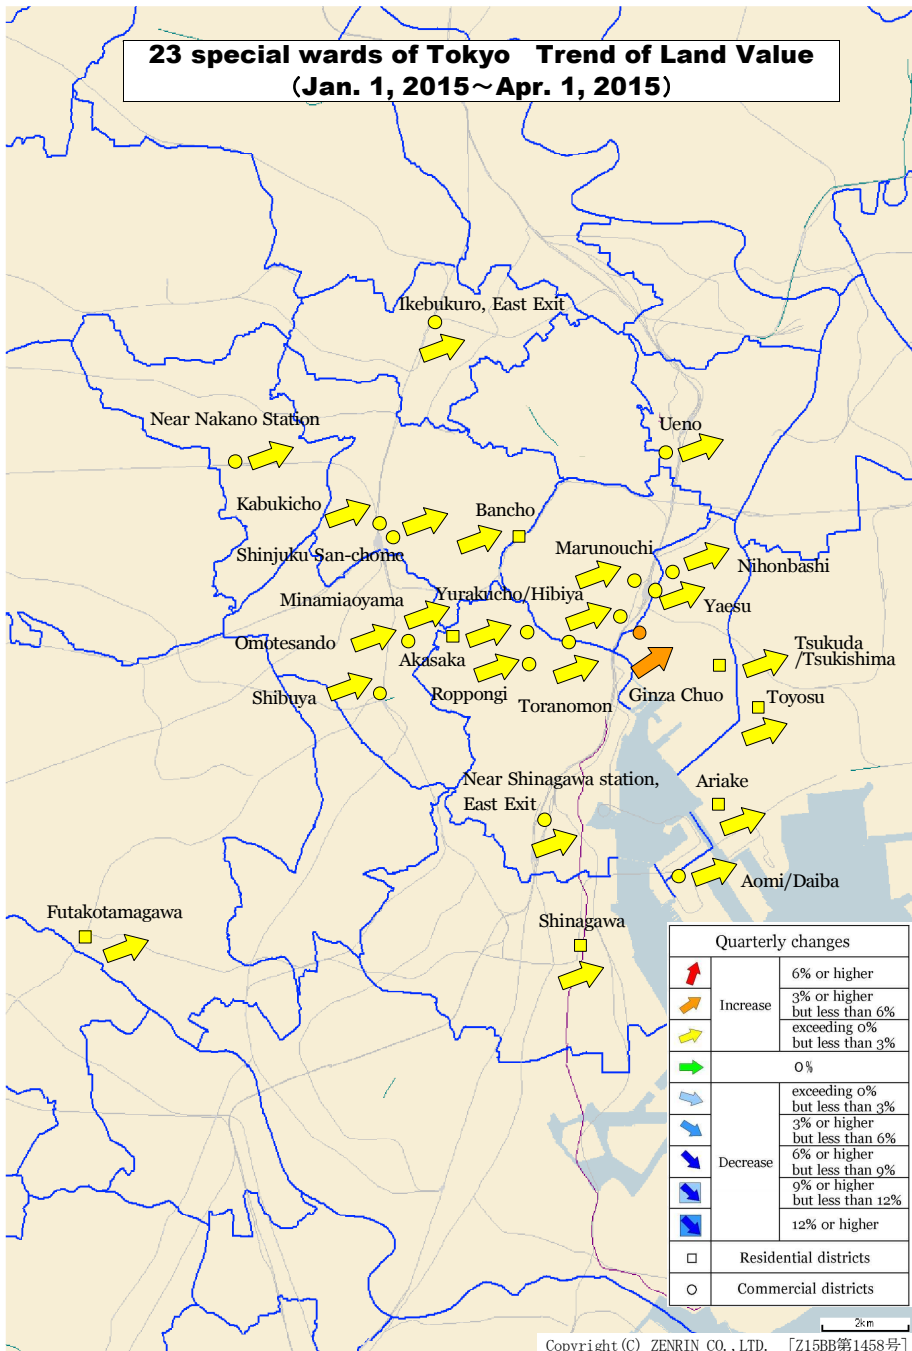 23 special wards of Tokyo Trend of Land Value
(Jan. 1, 2015～Apr. 1, 2015)
Ikebukuro, East Exit
Near Nakano Station
Ueno
Kabukicho
Bancho
Shinjuku San-chome
Marunouchi
Nihonbashi
Minamiaoyama
Yurakucho/Hibiya
Yaesu
Omotesando
Akasaka
Tsukuda
/Tsukishima
Shibuya
Roppongi
Toranomon
Ginza Chuo
Toyosu
Near Shinagawa station,
East Exit
Ariake
Aomi/Daiba
Futakotamagawa
Shinagawa
Quarterly changes
Increase
6% or higher
3% or higher
but less than 6%
exceeding 0%
but less than 3%
0%
Decrease
exceeding 0%
but less than 3%
3% or higher
but less than 6%
6% or higher
but less than 9%
9% or higher
but less than 12%
12% or higher
Residential districts
Commercial districts
2km
Copyright(C) ZENRIN CO.,LTD. [Z15BB第1458号]